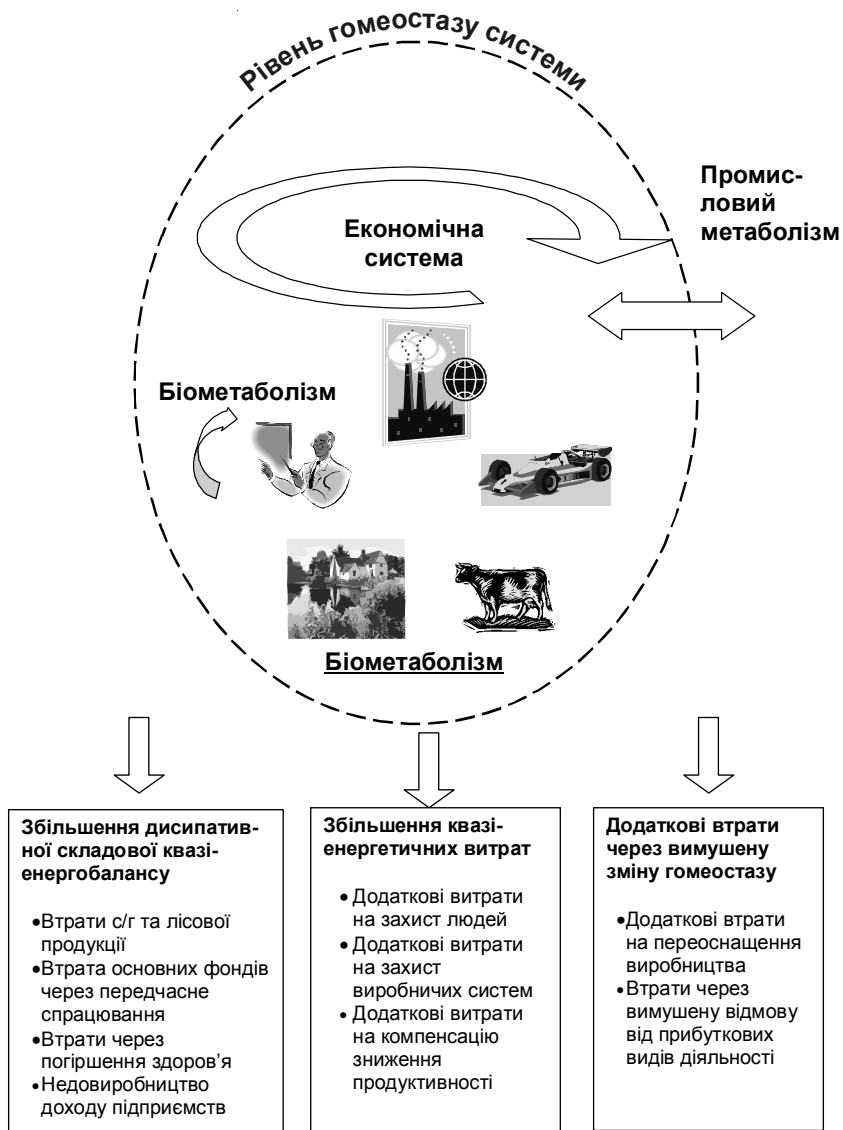 Рівень гомеостазу системи
Промис-
ловий
метаболізм
Економічна
система
Біометаболізм
Біометаболізм
Збільшення дисипатив-
ної складової квазі-
енергобалансу
•Втрати с/г та лісової
продукції
•Втрата основних фондів
через передчасне
спрацювання
•Втрати через
погіршення здоров’я
•Недовиробництво
доходу підприємств
Збільшення квазі-
енергетичних витрат
• Додаткові витрати
на захист людей
• Додаткові витрати
на захист
виробничих систем
• Додаткові витрати
на компенсацію
зниження
продуктивності
Додаткові втрати
через вимушену
зміну гомеостазу
•Додаткові втрати
на переоснащення
виробництва
•Втрати через
вимушену відмову
від прибуткових
видів діяльності